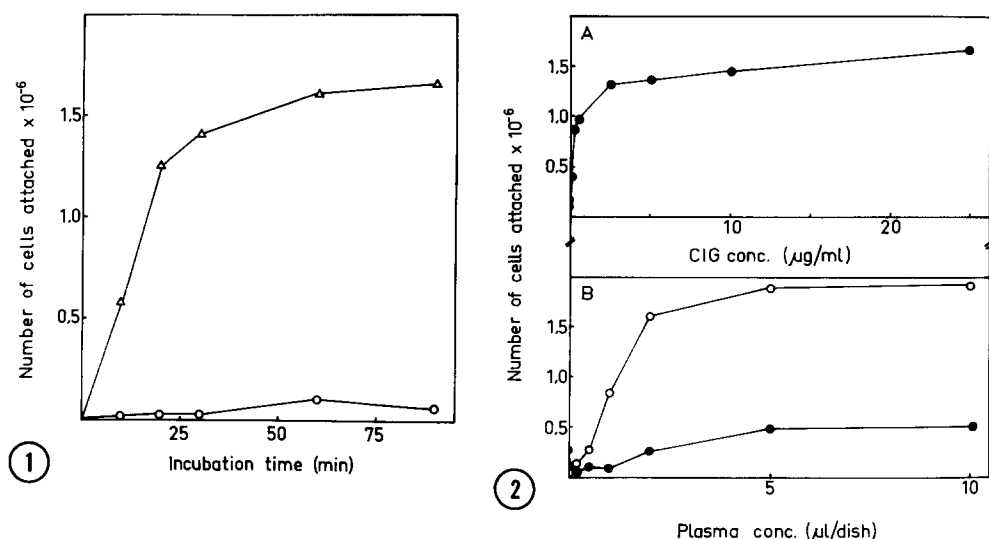 Number of cells attached x 10⁻⁶
1.5
1.0
0.5
25
50
75
Incubation time (min)
1
A
1.5
1.0
0.5
10
20
CIG conc. (µg/ml)
Number of cells attached x 10⁻⁶
B
1.5
1.0
0.5
5
10
2
Plasma conc. (µl/dish)